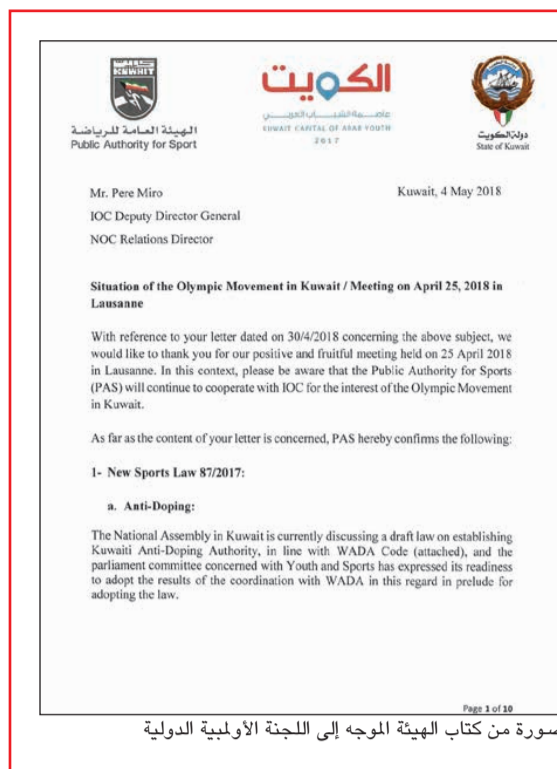 KUWAIT
الهيئة العامة للرياضة
Public Authority for Sport
الكويت
عاصمة الشباب العربي
KUWAIT CAPITAL OF ARAB YOUTH
2017
دولة الكويت
State of Kuwait
Mr. Pere Miro
Kuwait, 4 May 2018
IOC Deputy Director General
NOC Relations Director
Situation of the Olympic Movement in Kuwait / Meeting on April 25, 2018 in
Lausanne
With reference to your letter dated on 30/4/2018 concerning the above subject, we
would like to thank you for our positive and fruitful meeting held on 25 April 2018
in Lausanne. In this context, please be aware that the Public Authority for Sports
(PAS) will continue to cooperate with IOC for the interest of the Olympic Movement
in Kuwait.
As far as the content of your letter is concerned, PAS hereby confirms the following:
1- New Sports Law 87/2017:
a. Anti-Doping:
The National Assembly in Kuwait is currently discussing a draft law on establishing
Kuwaiti Anti-Doping Authority, in line with WADA Code (attached), and the
parliament committee concerned with Youth and Sports has expressed its readiness
to adopt the results of the coordination with WADA in this regard in prelude for
adopting the law.
Page 1 of 10
صورة من كتاب الهيئة الموجه إلى اللجنة الأولمبية الدولية